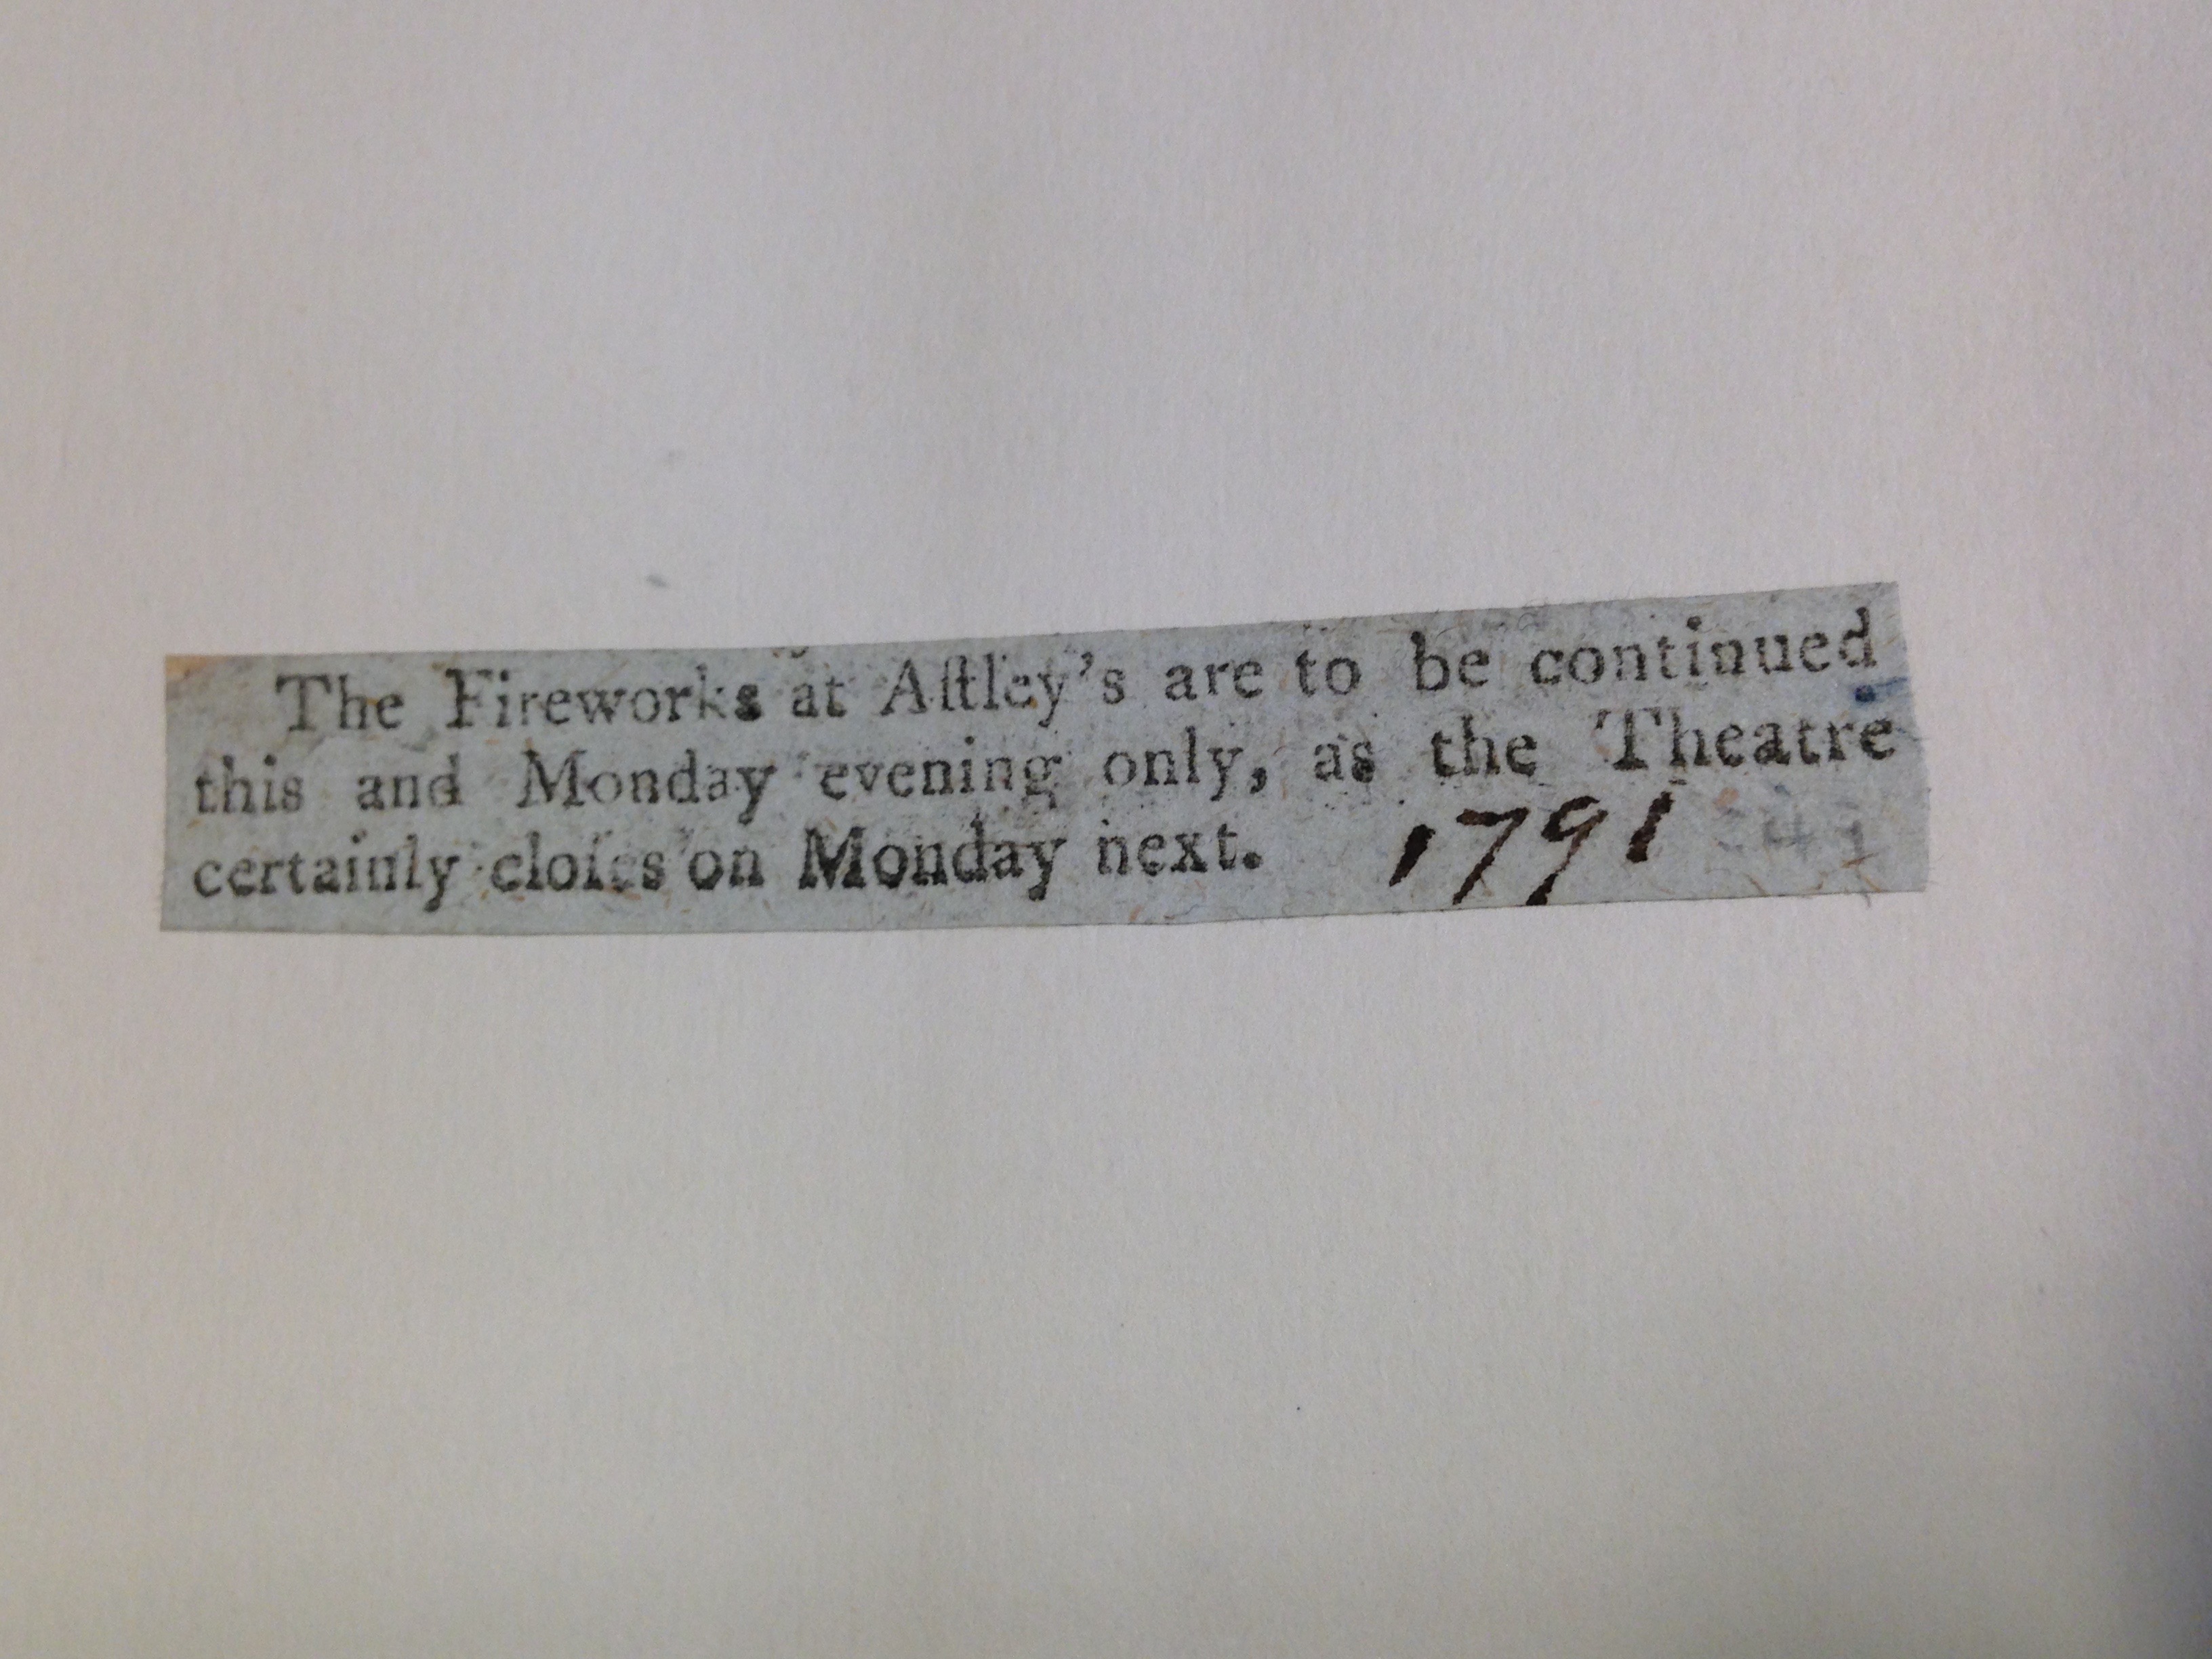 The Fireworks at Aſtley's are to be continued
this and Monday evening only, as the Theatre
certainly cloſes on Monday next. 1791